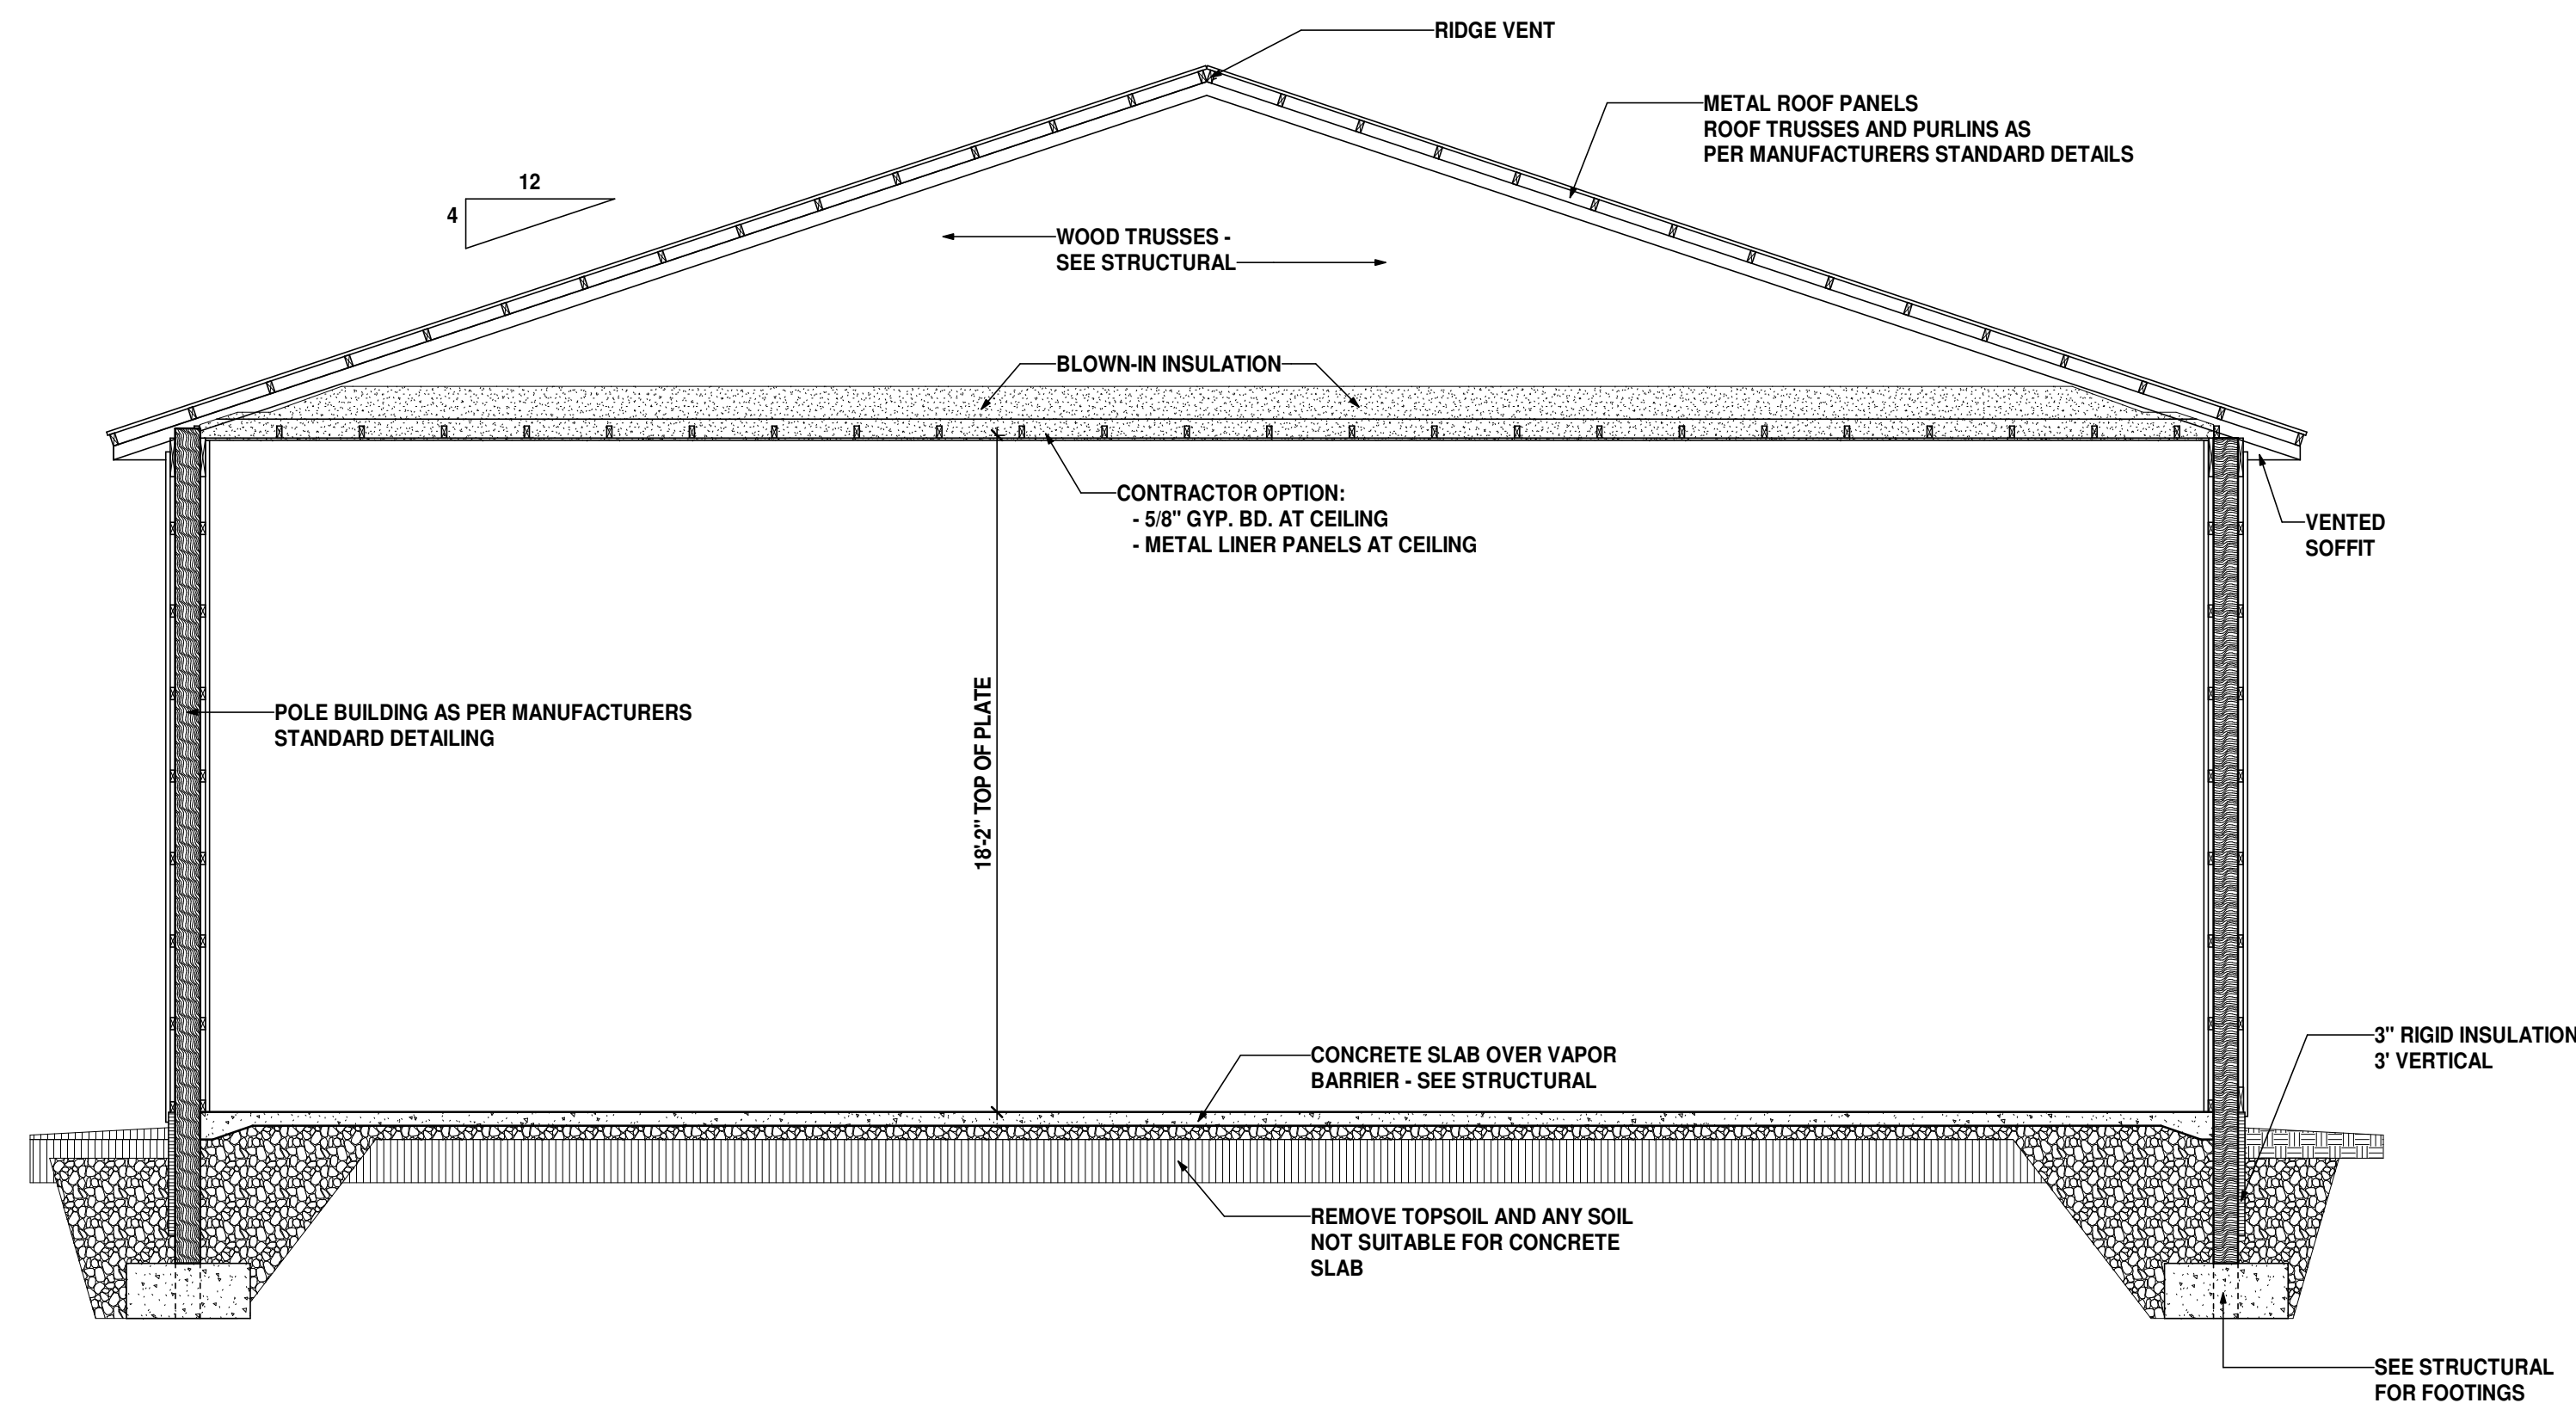 RIDGE VENT
METAL ROOF PANELS
ROOF TRUSSES AND PURLINS AS
PER MANUFACTURERS STANDARD DETAILS
12
4
WOOD TRUSSES -
SEE STRUCTURAL
BLOWN-IN INSULATION
CONTRACTOR OPTION:
- 5/8" GYP. BD. AT CEILING
- METAL LINER PANELS AT CEILING
VENTED
SOFFIT
POLE BUILDING AS PER MANUFACTURERS
STANDARD DETAILING
18'-2" TOP OF PLATE
3" RIGID INSULATION
3' VERTICAL
CONCRETE SLAB OVER VAPOR
BARRIER - SEE STRUCTURAL
REMOVE TOPSOIL AND ANY SOIL
NOT SUITABLE FOR CONCRETE
SLAB
SEE STRUCTURAL
FOR FOOTINGS